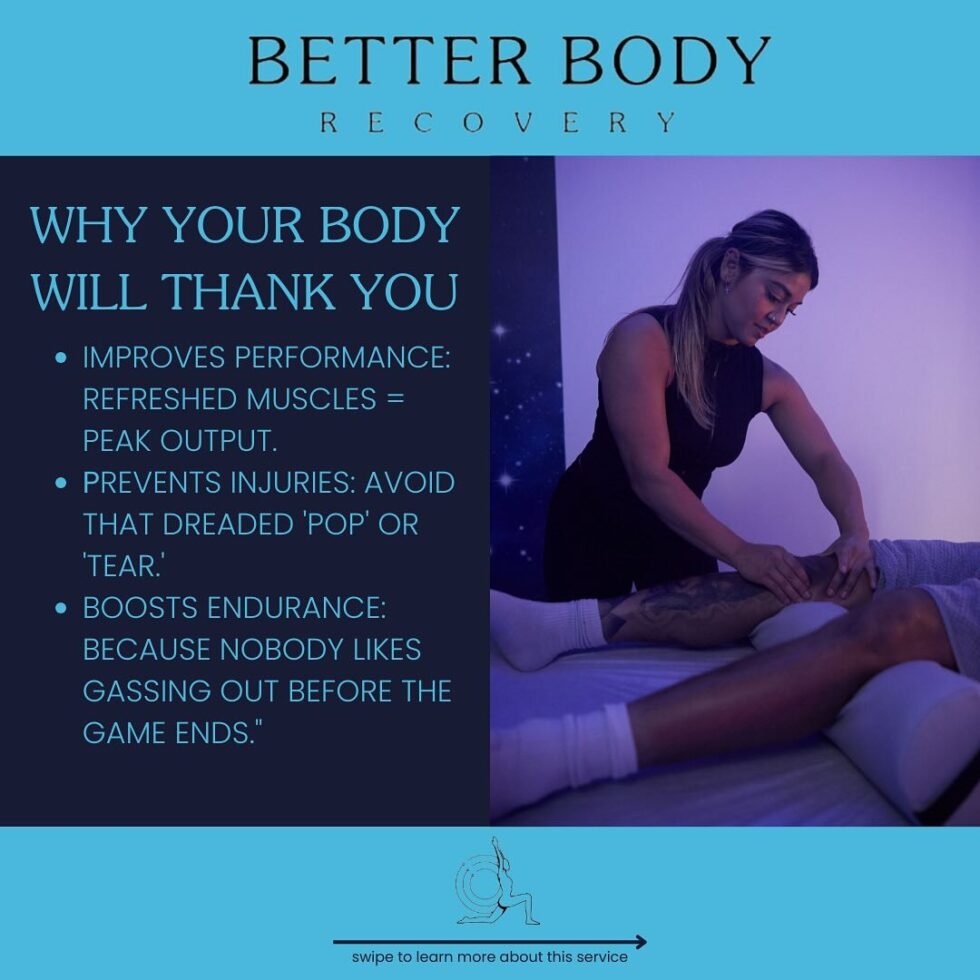 BETTER BODY
RECOVERY
WHY YOUR BODY
WILL THANK YOU
• IMPROVES PERFORMANCE:
REFRESHED MUSCLES =
PEAK OUTPUT.
• PREVENTS INJURIES: AVOID
THAT DREADED 'POP' OR
'TEAR.'
• BOOSTS ENDURANCE:
BECAUSE NOBODY LIKES
GASSING OUT BEFORE THE
GAME ENDS."
swipe to learn more about this service